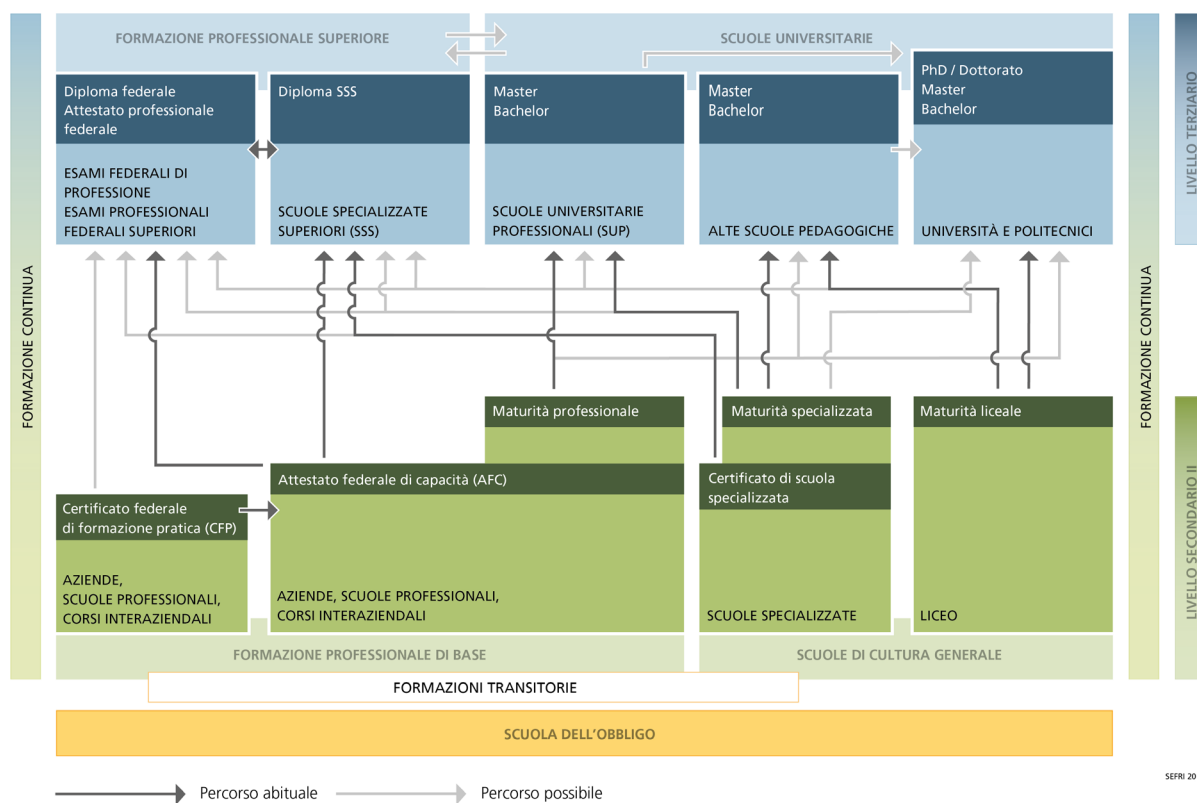 FORMAZIONE PROFESSIONALE SUPERIORE
SCUOLE UNIVERSITARIE
Diploma federale
Attestato professionale
federale
Diploma SSS
Master
Bachelor
Master
Bachelor
PhD / Dottorato
Master
Bachelor
ESAMI FEDERALI DI
PROFESSIONE
ESAMI PROFESSIONALI
FEDERALI SUPERIORI
SCUOLE SPECIALIZZATE
SUPERIORI (SSS)
SCUOLE UNIVERSITARIE
PROFESSIONALI (SUP)
ALTE SCUOLE PEDAGOGICHE
UNIVERSITÀ E POLITECNICI
LIVELLO TERZIARIO
FORMAZIONE CONTINUA
FORMAZIONE CONTINUA
Maturità professionale
Maturità specializzata
Maturità liceale
Attestato federale di capacità (AFC)
Certificato di scuola
specializzata
Certificato federale
di formazione pratica (CFP)
AZIENDE,
SCUOLE PROFESSIONALI,
CORSI INTERAZIENDALI
AZIENDE, SCUOLE PROFESSIONALI,
CORSI INTERAZIENDALI
SCUOLE SPECIALIZZATE
LICEO
LIVELLO SECONDARIO II
FORMAZIONE PROFESSIONALE DI BASE
SCUOLE DI CULTURA GENERALE
FORMAZIONI TRANSITORIE
SCUOLA DELL'OBBLIGO
SEFRI 20
Percorso abituale
Percorso possibile